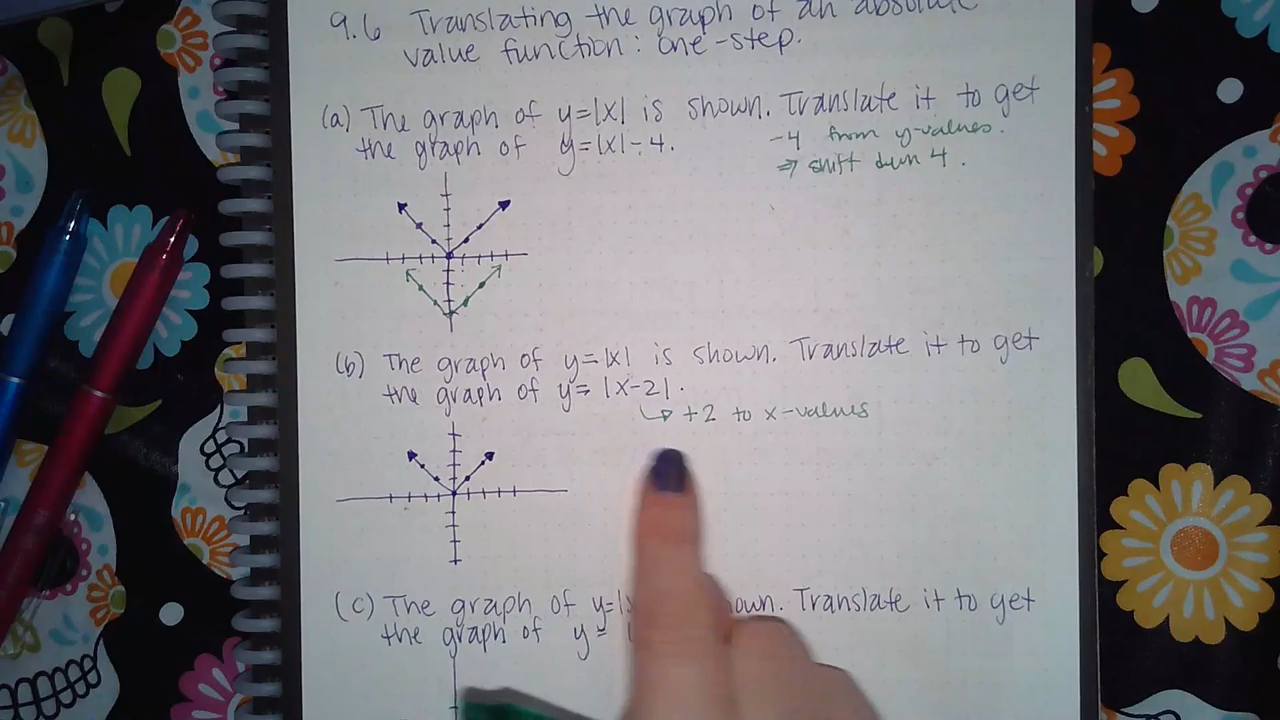 9.6 Translating the graph of an absolute
value function: one-step.
(a) The graph of y=|x| is shown. Translate it to get
the graph of y=|x|-4.
-4 from y-values.
⇒ shift down 4.
(b) The graph of y=|x| is shown. Translate it to get
the graph of y=|x-2|.
↳ +2 to x-values
(c) The graph of y= Translate it to get
the graph of y=